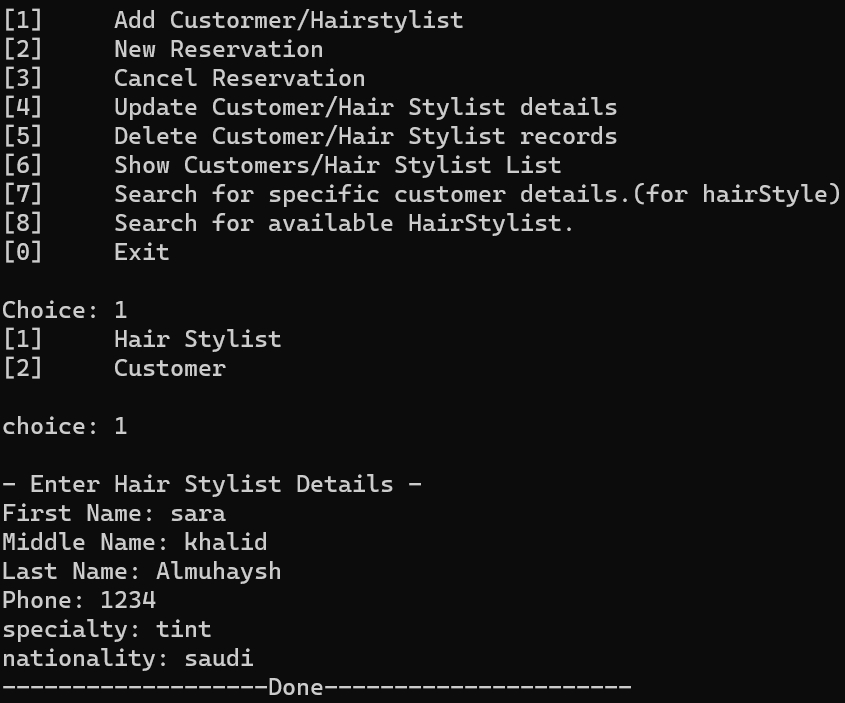 [1]     Add Custormer/Hairstylist
[2]     New Reservation
[3]     Cancel Reservation
[4]     Update Customer/Hair Stylist details
[5]     Delete Customer/Hair Stylist records
[6]     Show Customers/Hair Stylist List
[7]     Search for specific customer details.(for hairStyle)
[8]     Search for available HairStylist.
[0]     Exit
Choice: 1
[1]     Hair Stylist
[2]     Customer
choice: 1
- Enter Hair Stylist Details -
First Name: sara
Middle Name: khalid
Last Name: Almuhaysh
Phone: 1234
specialty: tint
nationality: saudi
-------------------Done----------------------